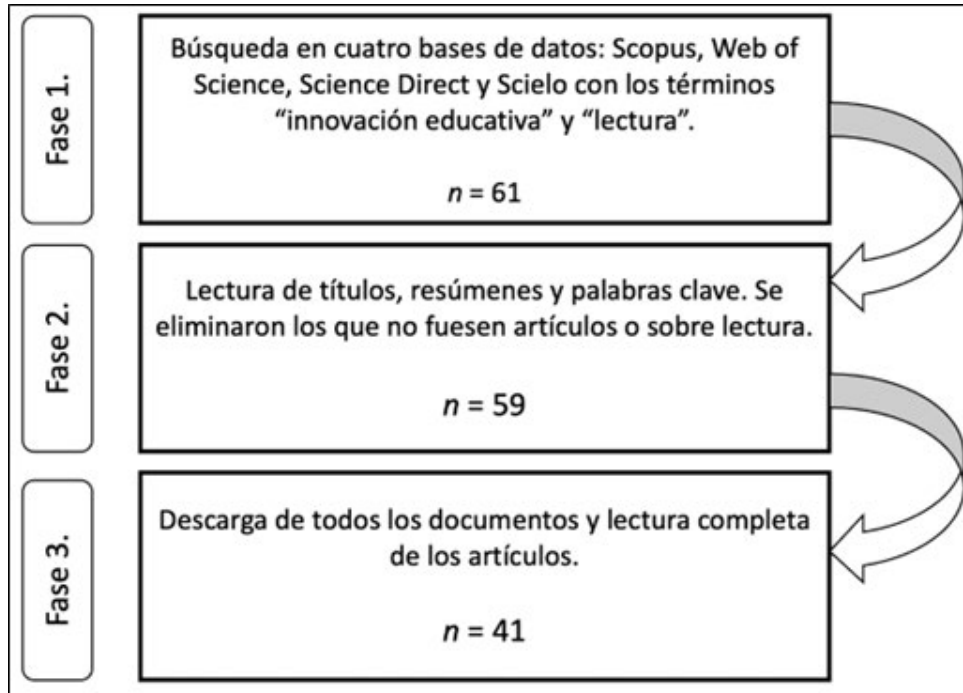 Fase 1.
Búsqueda en cuatro bases de datos: Scopus, Web of
Science, Science Direct y Scielo con los términos
“innovación educativa” y “lectura”.
n = 61
Fase 2.
Lectura de títulos, resúmenes y palabras clave. Se
eliminaron los que no fuesen artículos o sobre lectura.
n = 59
Fase 3.
Descarga de todos los documentos y lectura completa
de los artículos.
n = 41